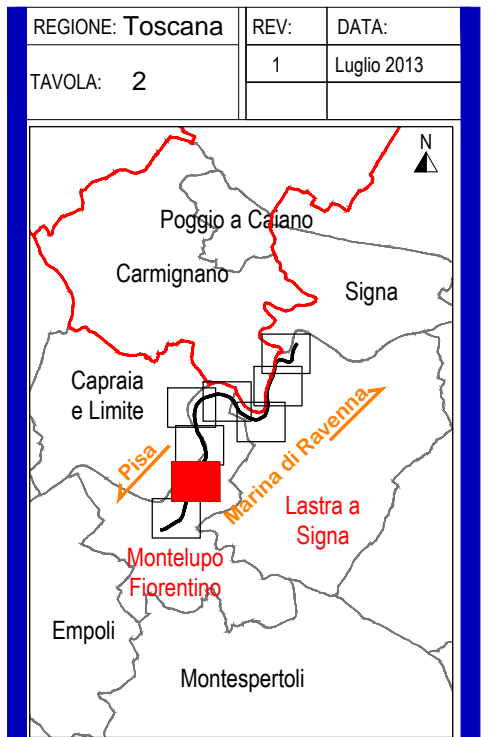 REGIONE: Toscana
REV:
DATA:
TAVOLA: 2
1
Luglio 2013
N
Poggio a Caiano
Carmignano
Signa
Capraia
e Limite
Pisa
Marina di Ravenna
Lastra a
Signa
Montelupo
Fiorentino
Empoli
Montespertoli